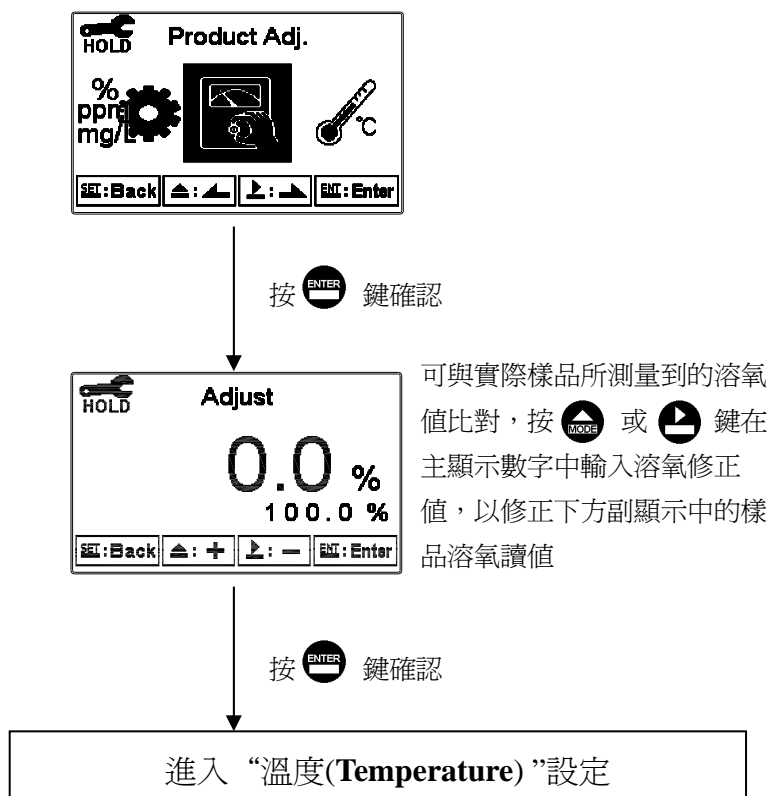 HOLD Product Adj.
%
ppm
mg/L
°C
SET:Back ▲: ENT:Enter
按 ENTER 鍵確認
HOLD Adjust
0.0 %
100.0 %
SET:Back ▲:+ :− ENT:Enter
可與實際樣品所測量到的溶氧
值比對，按 MODE 或 鍵在
主顯示數字中輸入溶氧修正
值，以修正下方副顯示中的樣
品溶氧讀值
按 ENTER 鍵確認
進入“溫度(Temperature) ”設定